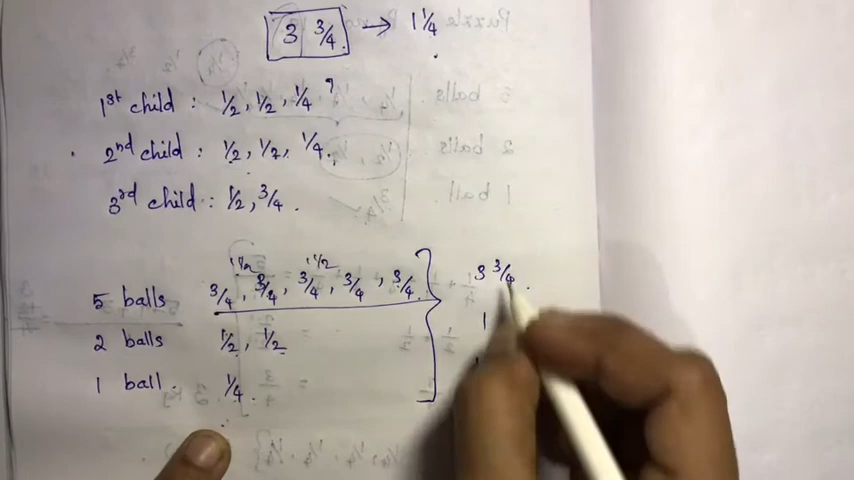 3 3/4 → 1 1/4
1st child : 1/2, 1/2, 1/4
2nd child : 1/2, 1/2, 1/4.
3rd child : 1/2, 3/4.
1 1/2 1 1/2
5 balls 3/4, 3/4, 3/4, 3/4, 3/4. } 3 3/4.
2 balls 1/2, 1/2 1
1 ball. 1/4.